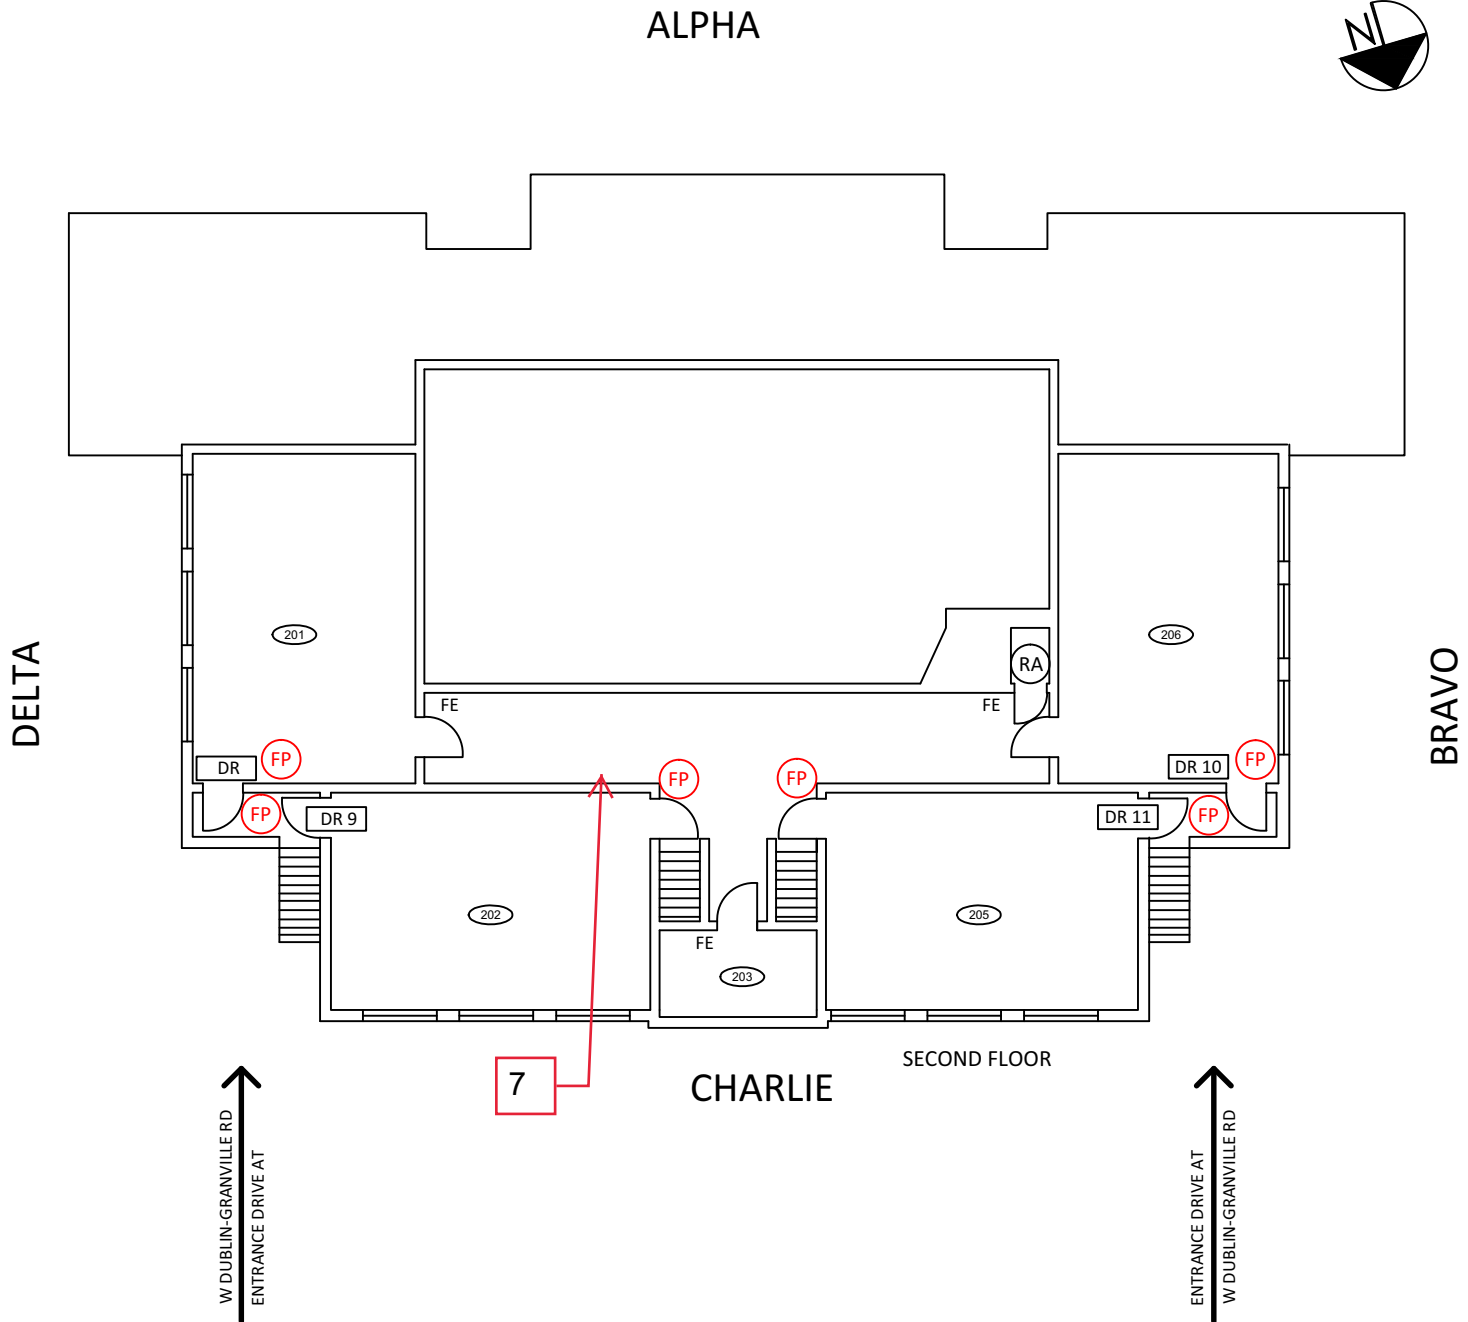 ALPHA
N
DELTA
BRAVO
201
206
RA
FE
FE
FP
FP
FP
FP
DR
DR 10
FP
DR 9
DR 11
FP
202
205
FE
203
SECOND FLOOR
7
CHARLIE
W DUBLIN-GRANVILLE RD
ENTRANCE DRIVE AT
ENTRANCE DRIVE AT
W DUBLIN-GRANVILLE RD